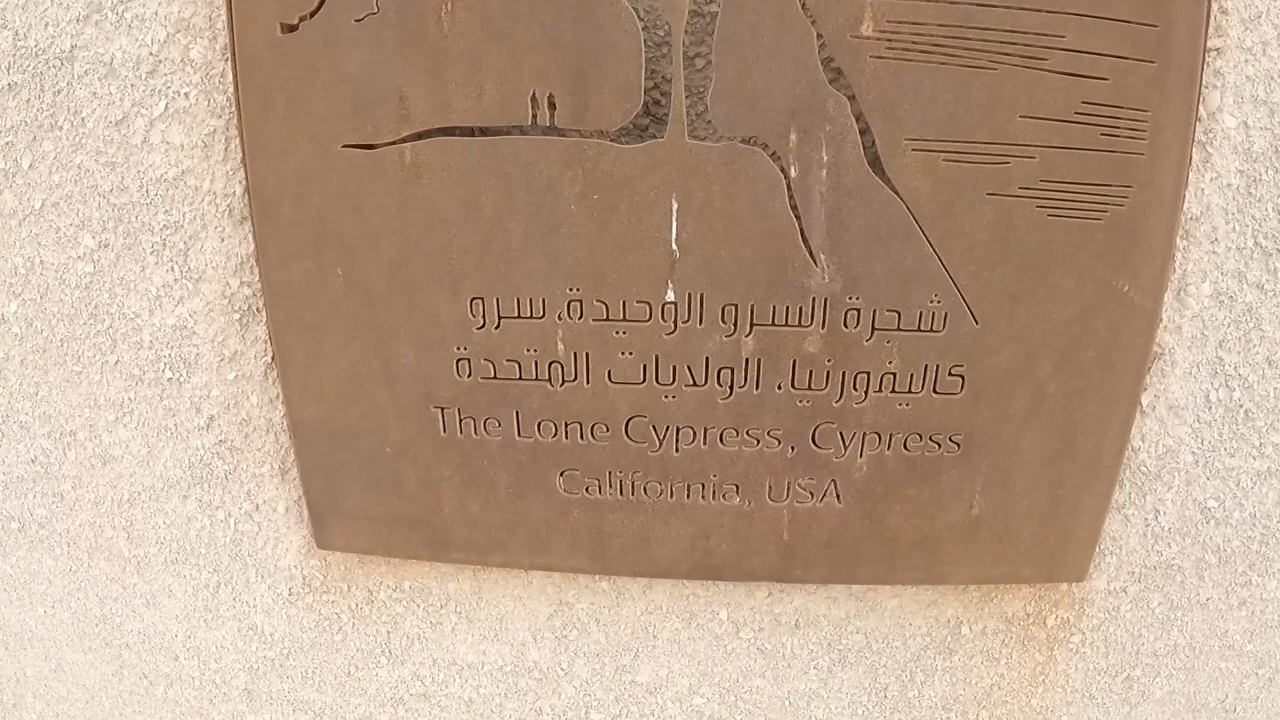 شجرة السرو الوحيدة، سرو
كاليفورنيا، الولايات المتحدة
The Lone Cypress, Cypress
California, USA